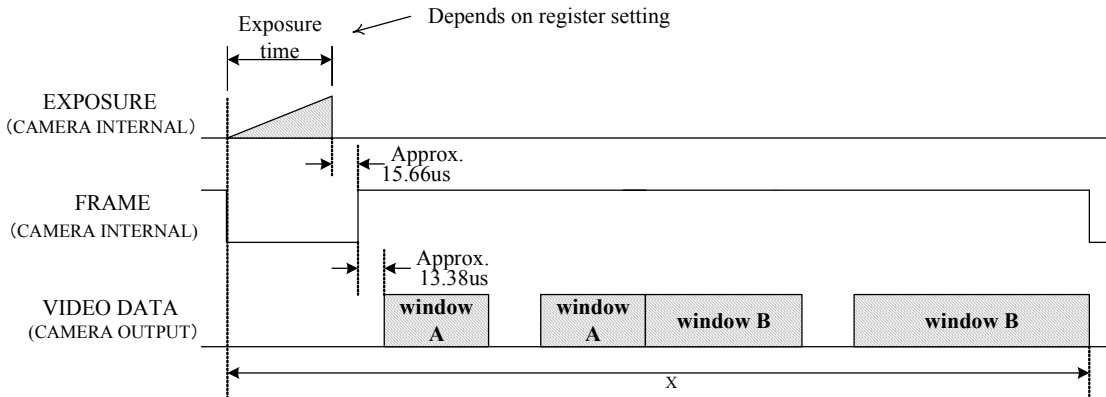 Depends on register setting
Exposure
time
EXPOSURE
（CAMERA INTERNAL）
Approx.
15.66us
FRAME
（CAMERA INTERNAL)
Approx.
13.38us
VIDEO DATA
(CAMERA OUTPUT）
window
A
window
A
window B
window B
X